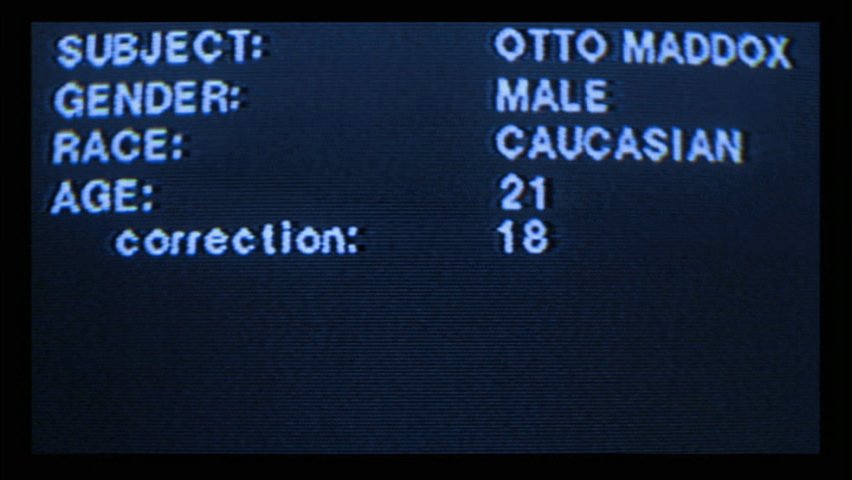 SUBJECT: OTTO MADDOX
GENDER: MALE
RACE: CAUCASIAN
AGE: 21
correction: 18